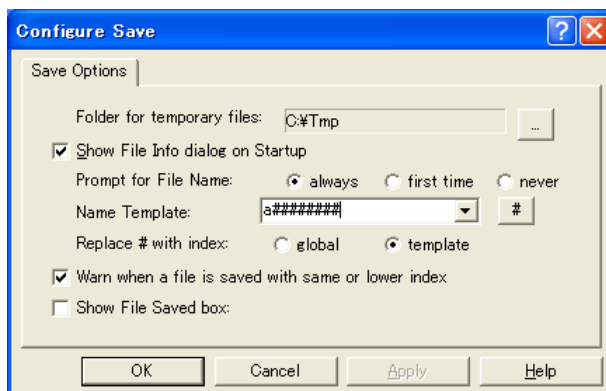 Configure Save
Save Options
Folder for temporary files: C:¥Tmp ...
Show File Info dialog on Startup
Prompt for File Name: always first time never
Name Template: a######## #
Replace # with index: global template
Warn when a file is saved with same or lower index
Show File Saved box:
OK Cancel Apply Help